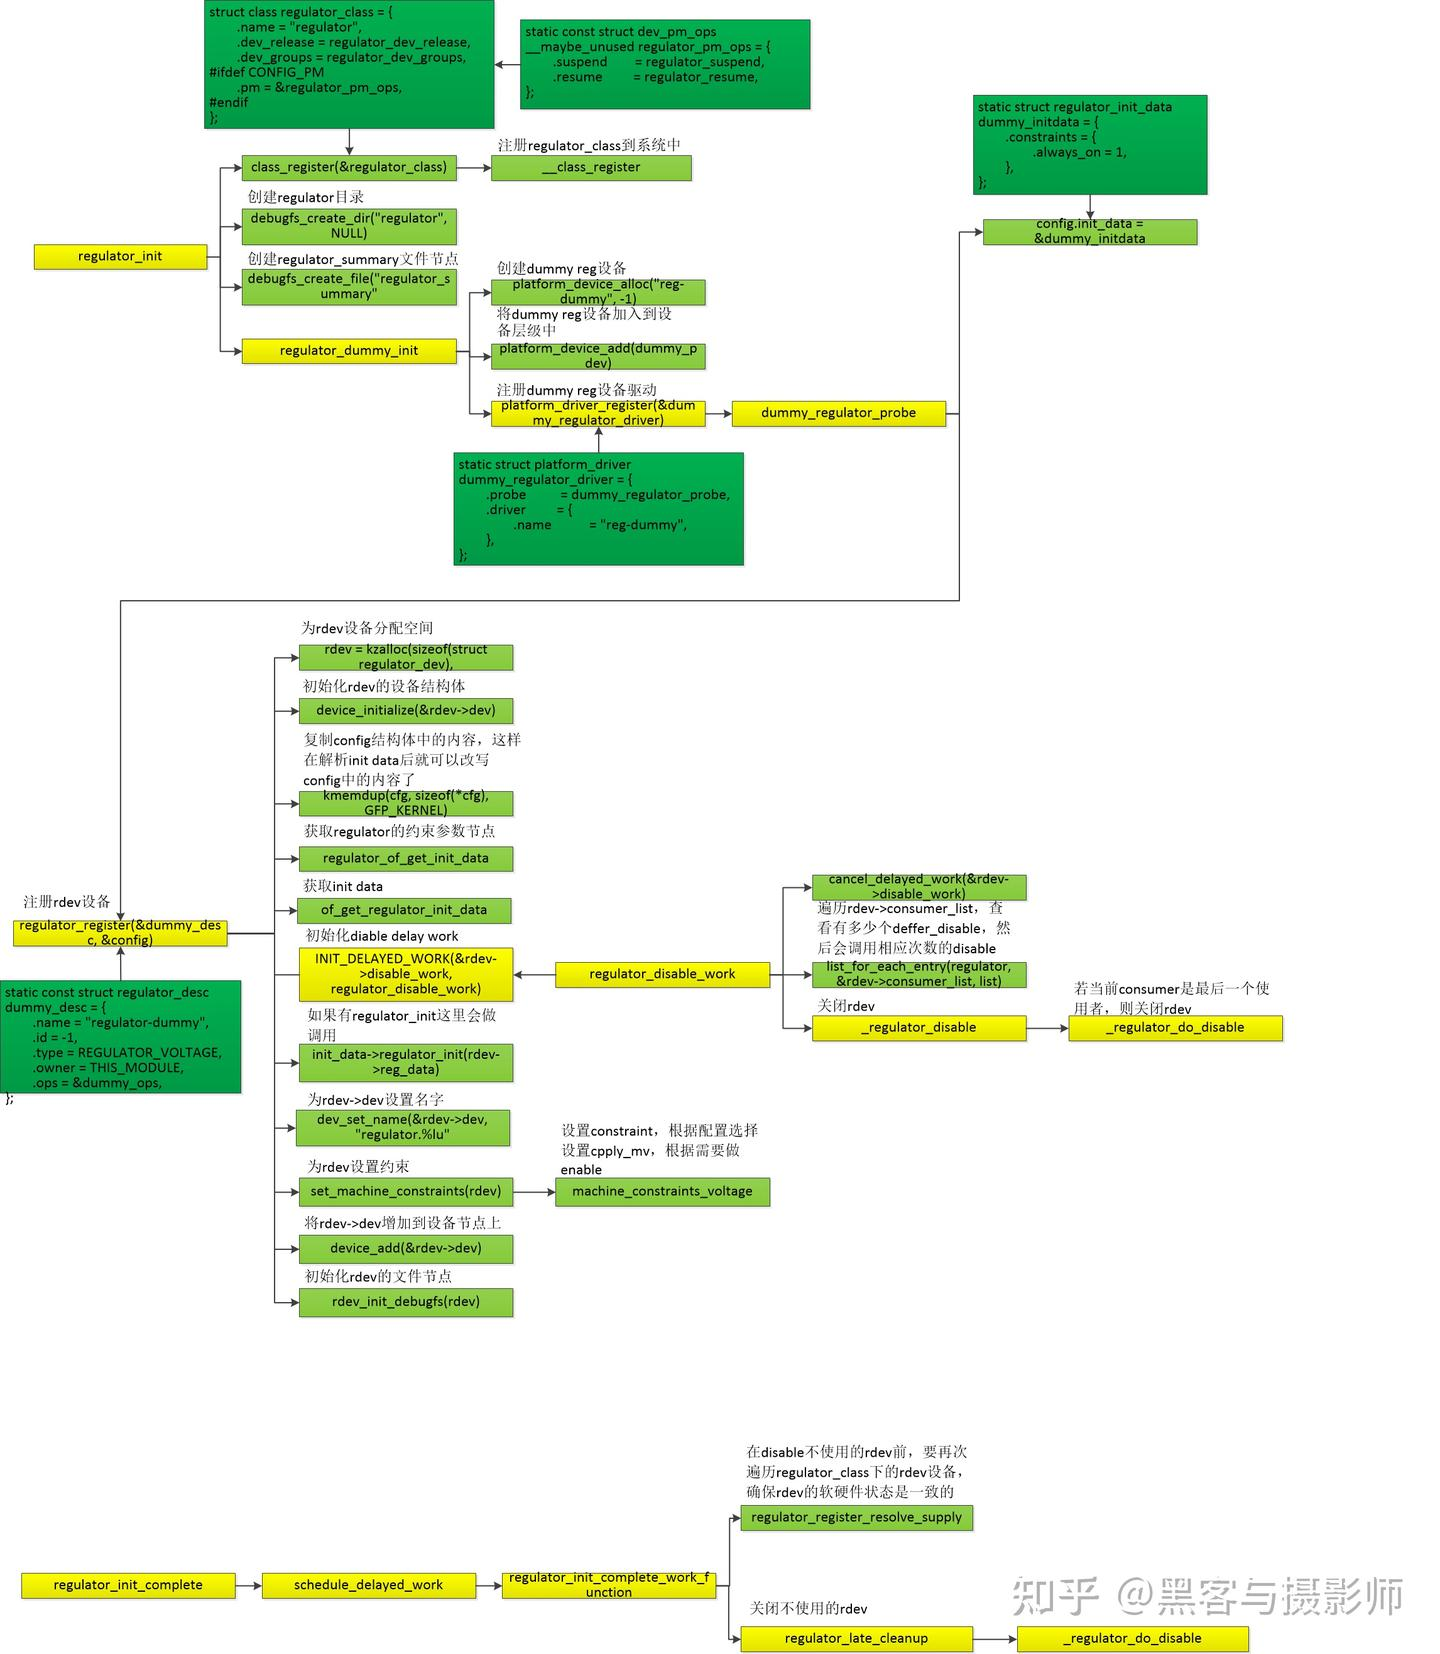 struct class regulator_class = {
.name = "regulator",
.dev_release = regulator_dev_release,
.dev_groups = regulator_dev_groups,
#ifdef CONFIG_PM
.pm = &regulator_pm_ops,
#endif
};
static const struct dev_pm_ops
__maybe_unused regulator_pm_ops = {
.suspend = regulator_suspend,
.resume = regulator_resume,
};
static struct regulator_init_data
dummy_initdata = {
.constraints = {
.always_on = 1,
},
};
注册regulator_class到系统中
class_register(&regulator_class)
__class_register
创建regulator目录
debugfs_create_dir("regulator",
NULL)
config.init_data =
&dummy_initdata
regulator_init
创建regulator_summary文件节点
debugfs_create_file("regulator_s
ummary"
创建dummy reg设备
platform_device_alloc("reg-
dummy", -1)
将dummy reg设备加入到设
备层级中
regulator_dummy_init
platform_device_add(dummy_p
dev)
注册dummy reg设备驱动
platform_driver_register(&dum
my_regulator_driver)
dummy_regulator_probe
static struct platform_driver
dummy_regulator_driver = {
.probe = dummy_regulator_probe,
.driver = {
.name = "reg-dummy",
},
};
为rdev设备分配空间
rdev = kzalloc(sizeof(struct
regulator_dev),
初始化rdev的设备结构体
device_initialize(&rdev->dev)
复制config结构体中的内容，这样
在解析init data后就可以改写
config中的内容了
kmemdup(cfg, sizeof(*cfg),
GFP_KERNEL)
获取regulator的约束参数节点
regulator_of_get_init_data
获取init data
of_get_regulator_init_data
注册rdev设备
regulator_register(&dummy_des
c, &config)
初始化diable delay work
INIT_DELAYED_WORK(&rdev-
>disable_work,
regulator_disable_work)
regulator_disable_work
cancel_delayed_work(&rdev-
>disable_work)
遍历rdev->consumer_list，查
看有多少个deffer_disable，然
后会调用相应次数的disable
list_for_each_entry(regulator,
&rdev->consumer_list, list)
关闭rdev
_regulator_disable
若当前consumer是最后一个使
用者，则关闭rdev
_regulator_do_disable
static const struct regulator_desc
dummy_desc = {
.name = "regulator-dummy",
.id = -1,
.type = REGULATOR_VOLTAGE,
.owner = THIS_MODULE,
.ops = &dummy_ops,
};
如果有regulator_init这里会做
调用
init_data->regulator_init(rdev-
>reg_data)
为rdev->dev设置名字
dev_set_name(&rdev->dev,
"regulator.%lu"
为rdev设置约束
set_machine_constraints(rdev)
设置constraint，根据配置选择
设置cpply_mv，根据需要做
enable
machine_constraints_voltage
将rdev->dev增加到设备节点上
device_add(&rdev->dev)
初始化rdev的文件节点
rdev_init_debugfs(rdev)
在disable不使用的rdev前，要再次
遍历regulator_class下的rdev设备，
确保rdev的软硬件状态是一致的
regulator_register_resolve_supply
regulator_init_complete
schedule_delayed_work
regulator_init_complete_work_f
unction
关闭不使用的rdev
regulator_late_cleanup
_regulator_do_disable
知乎 @黑客与摄影师